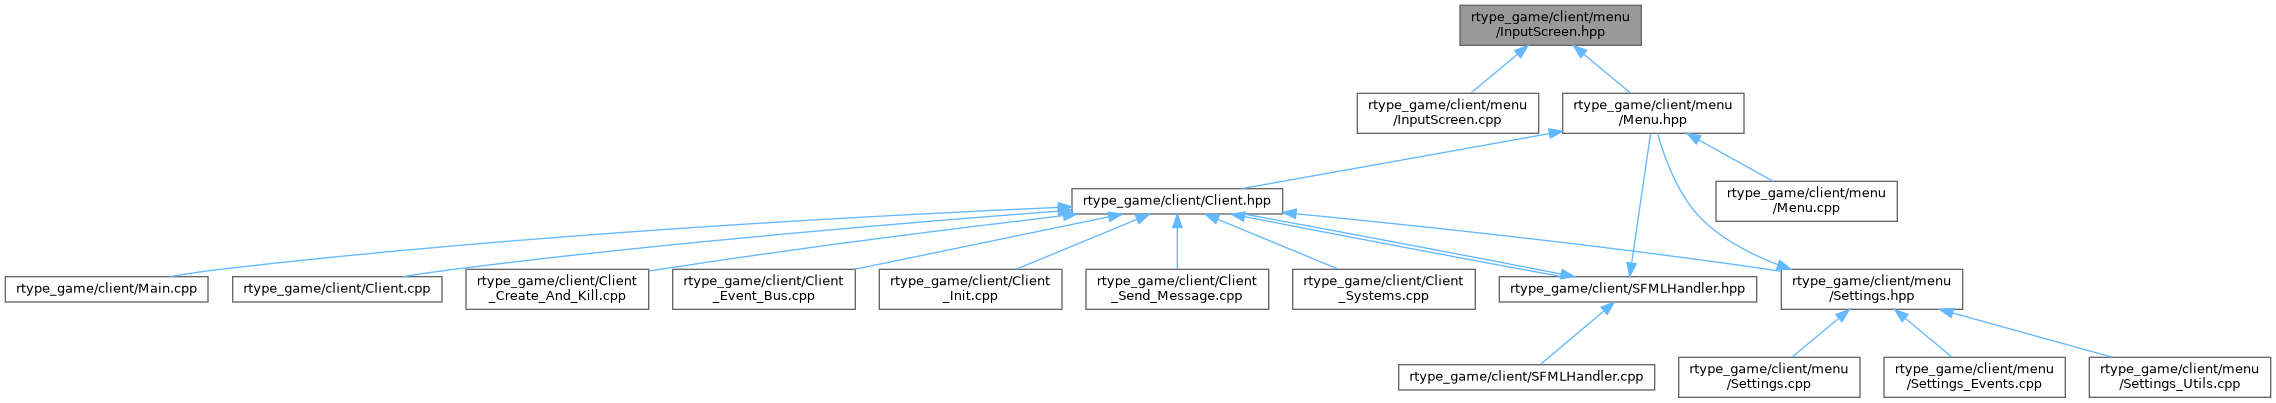 rtype_game/client/menu
/InputScreen.hpp
rtype_game/client/menu
/InputScreen.cpp
rtype_game/client/menu
/Menu.hpp
rtype_game/client/Client.hpp
rtype_game/client/menu
/Menu.cpp
rtype_game/client/Main.cpp
rtype_game/client/Client.cpp
rtype_game/client/Client
_Create_And_Kill.cpp
rtype_game/client/Client
_Event_Bus.cpp
rtype_game/client/Client
_Init.cpp
rtype_game/client/Client
_Send_Message.cpp
rtype_game/client/Client
_Systems.cpp
rtype_game/client/SFMLHandler.hpp
rtype_game/client/menu
/Settings.hpp
rtype_game/client/SFMLHandler.cpp
rtype_game/client/menu
/Settings.cpp
rtype_game/client/menu
/Settings_Events.cpp
rtype_game/client/menu
/Settings_Utils.cpp